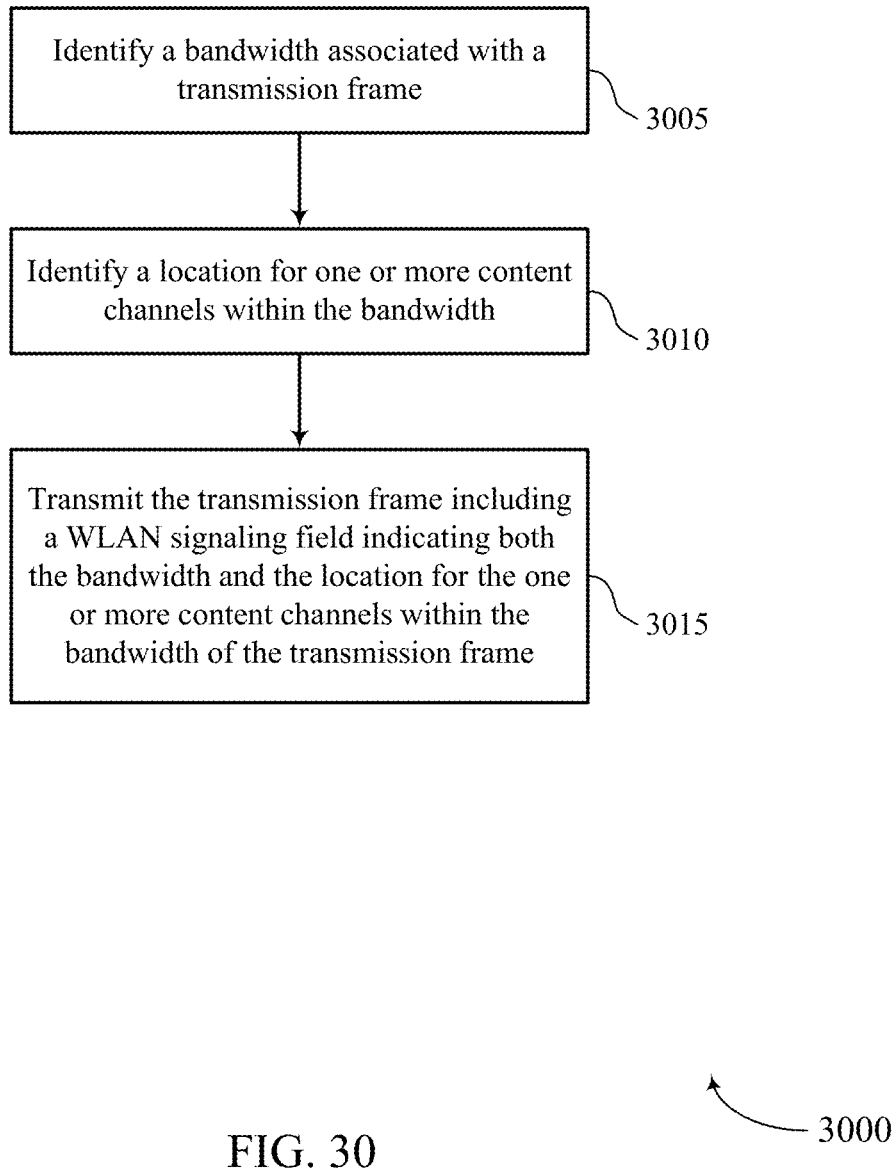 Identify a bandwidth associated with a
transmission frame
3005
Identify a location for one or more content
channels within the bandwidth
3010
Transmit the transmission frame including
a WLAN signaling field indicating both
the bandwidth and the location for the one
or more content channels within the
bandwidth of the transmission frame
3015
3000
FIG. 30